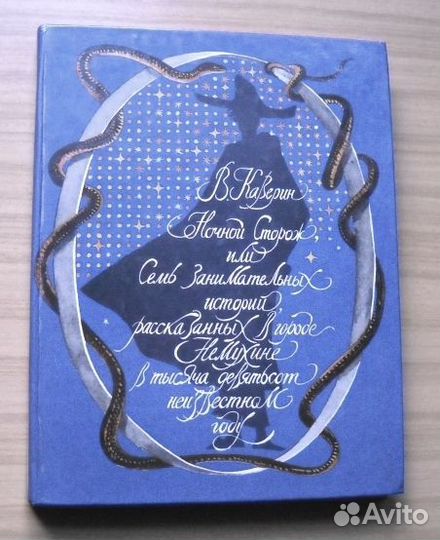 В. Каверин
Ночной Сторож,
или
Семь Занимательных
историй,
рассказанных в городе
Немухине
в тысяча девятьсот
неизвестном
году
Avito